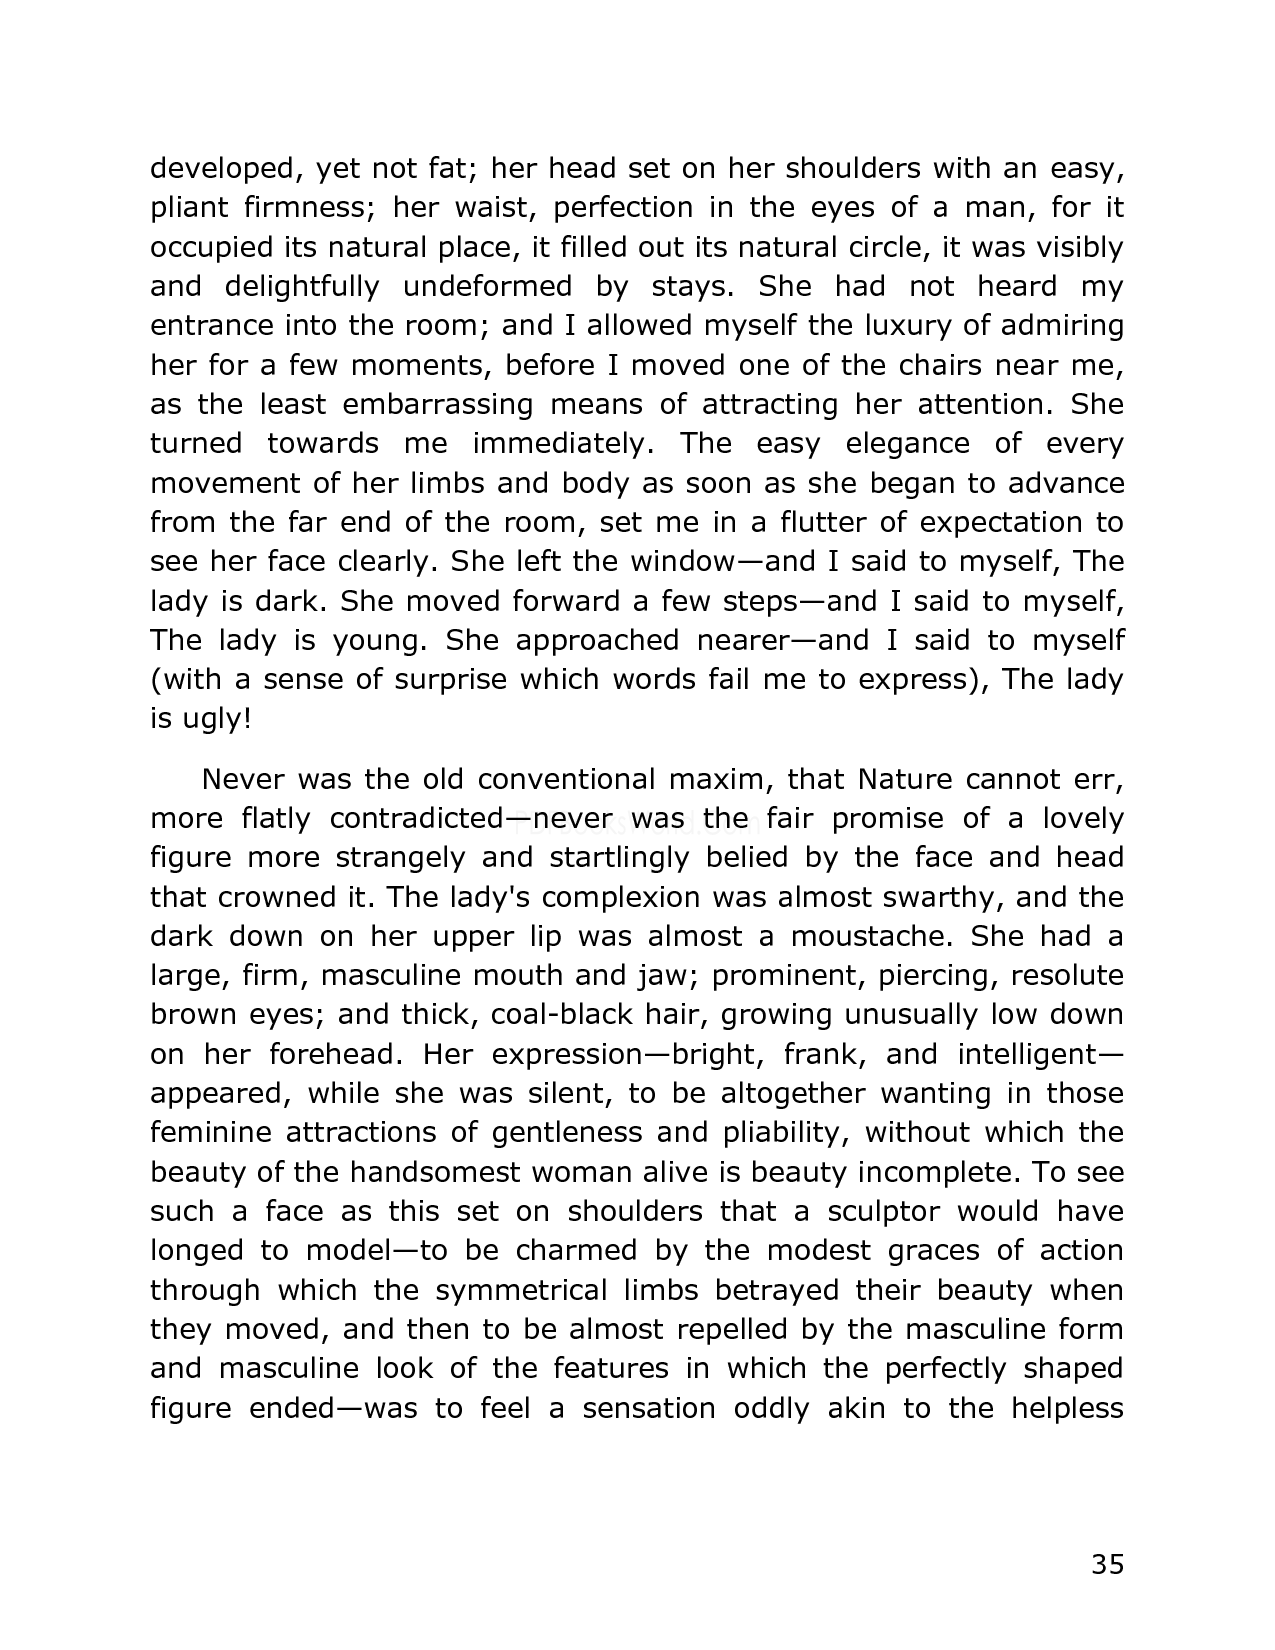 developed, yet not fat; her head set on her shoulders with an easy,
pliant firmness; her waist, perfection in the eyes of a man, for it
occupied its natural place, it filled out its natural circle, it was visibly
and delightfully undeformed by stays. She had not heard my
entrance into the room; and I allowed myself the luxury of admiring
her for a few moments, before I moved one of the chairs near me,
as the least embarrassing means of attracting her attention. She
turned towards me immediately. The easy elegance of every
movement of her limbs and body as soon as she began to advance
from the far end of the room, set me in a flutter of expectation to
see her face clearly. She left the window—and I said to myself, The
lady is dark. She moved forward a few steps—and I said to myself,
The lady is young. She approached nearer—and I said to myself
(with a sense of surprise which words fail me to express), The lady
is ugly!
Never was the old conventional maxim, that Nature cannot err,
more flatly contradicted—never was the fair promise of a lovely
figure more strangely and startlingly belied by the face and head
that crowned it. The lady's complexion was almost swarthy, and the
dark down on her upper lip was almost a moustache. She had a
large, firm, masculine mouth and jaw; prominent, piercing, resolute
brown eyes; and thick, coal-black hair, growing unusually low down
on her forehead. Her expression—bright, frank, and intelligent—
appeared, while she was silent, to be altogether wanting in those
feminine attractions of gentleness and pliability, without which the
beauty of the handsomest woman alive is beauty incomplete. To see
such a face as this set on shoulders that a sculptor would have
longed to model—to be charmed by the modest graces of action
through which the symmetrical limbs betrayed their beauty when
they moved, and then to be almost repelled by the masculine form
and masculine look of the features in which the perfectly shaped
figure ended—was to feel a sensation oddly akin to the helpless
35